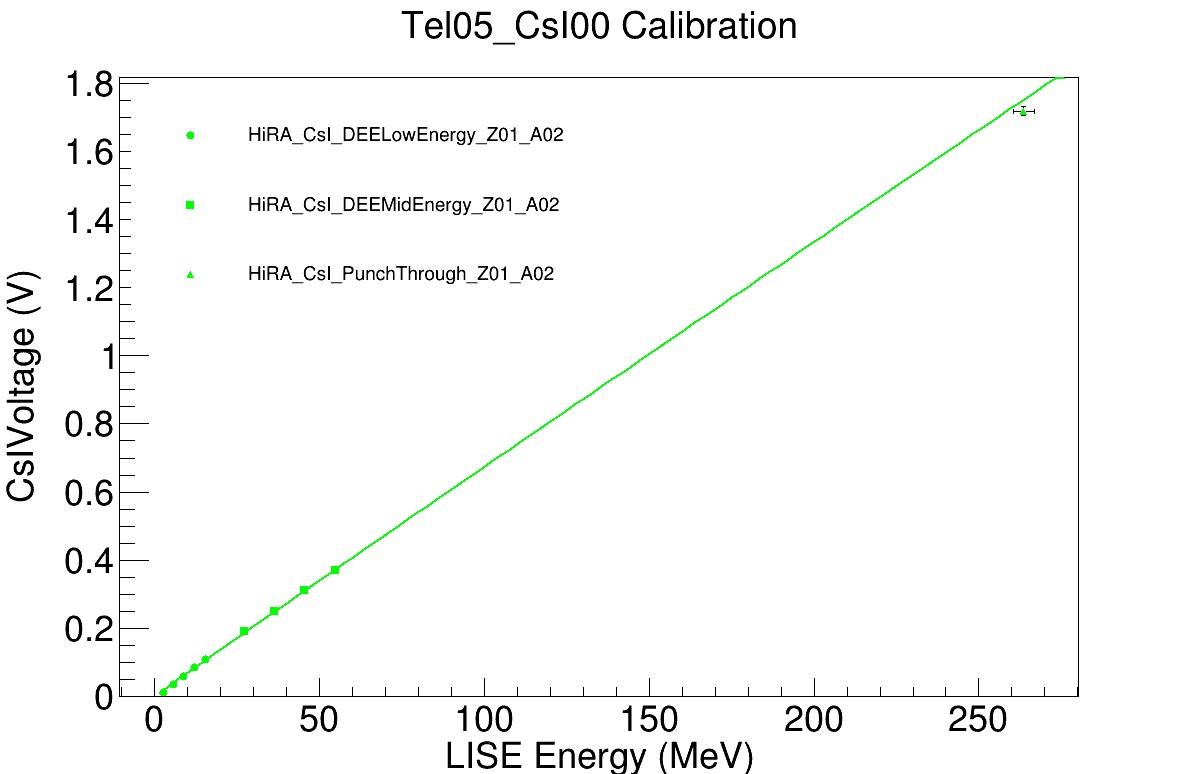 Tel05_CsI00 Calibration
1.8
1.6
1.4
1.2
1
0.8
0.6
0.4
0.2
0
CsIVoltage (V)
HiRA_CsI_DEELowEnergy_Z01_A02
HiRA_CsI_DEEMidEnergy_Z01_A02
HiRA_CsI_PunchThrough_Z01_A02
0 50 100 150 200 250
LISE Energy (MeV)